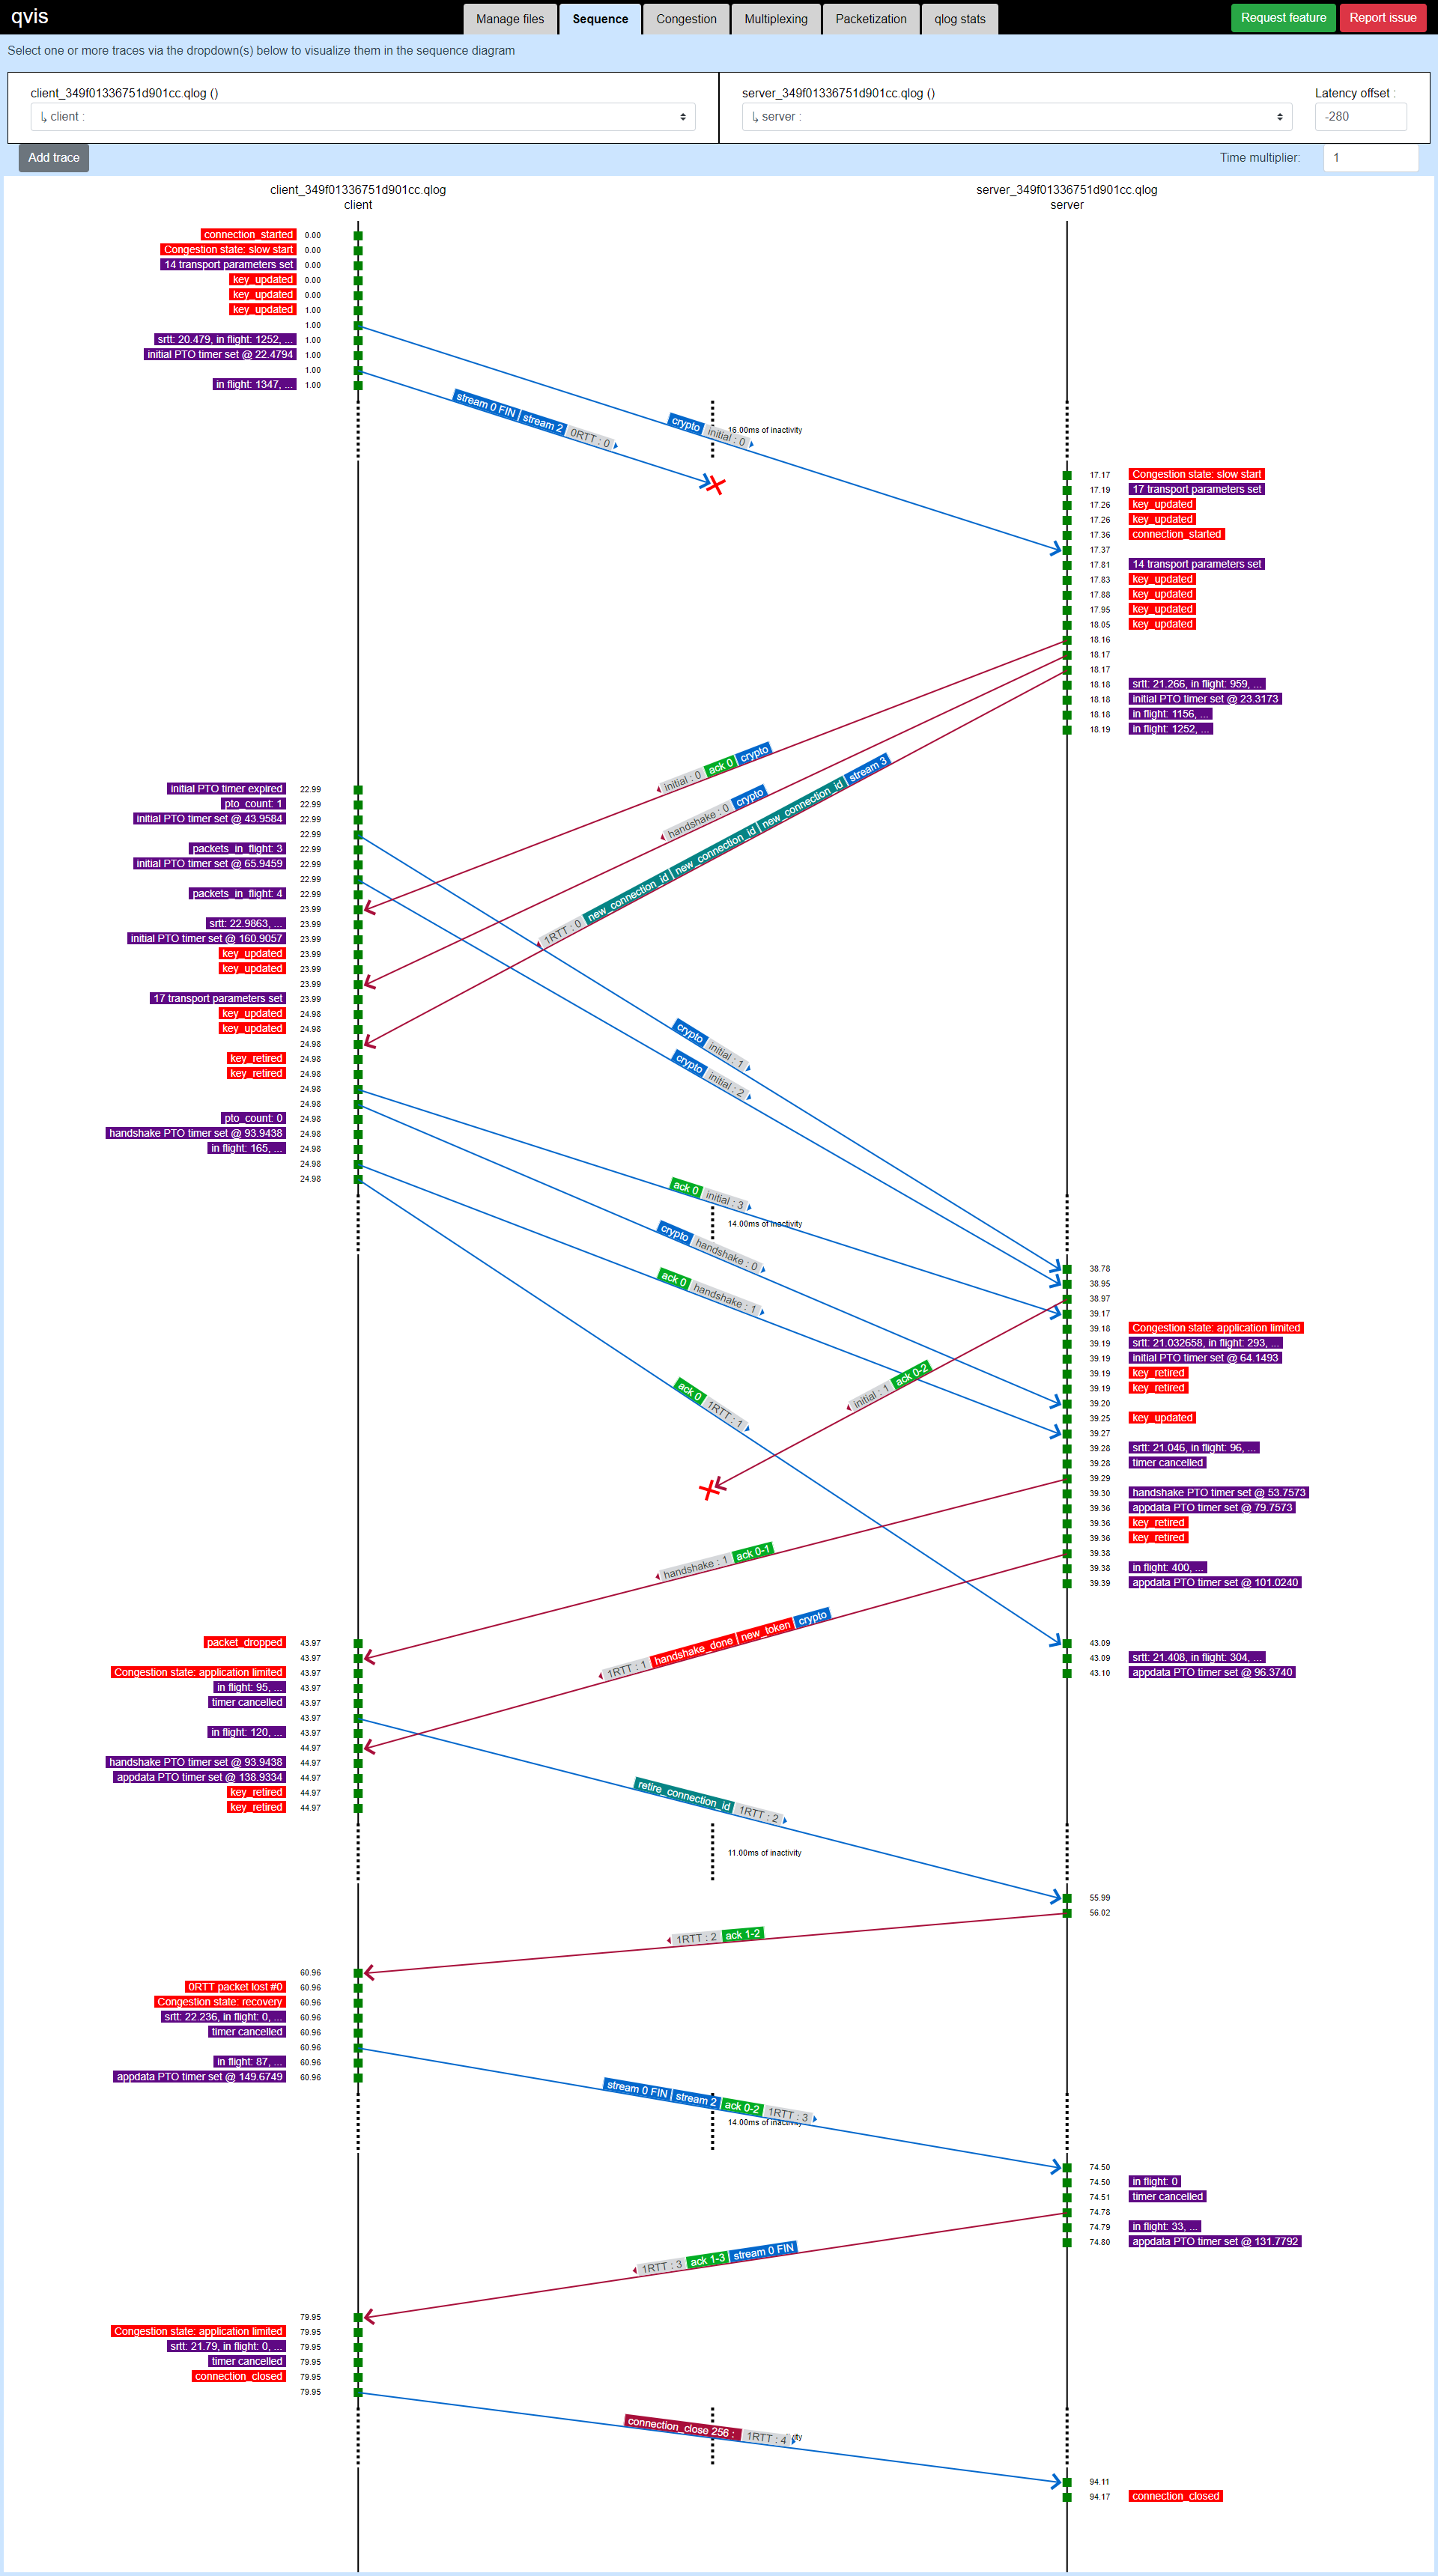 qvis
Manage files
Sequence
Congestion
Multiplexing
Packetization
qlog stats
Request feature
Report issue
Select one or more traces via the dropdown(s) below to visualize them in the sequence diagram
client_349f01336751d901cc.qlog ()
↳ client :
server_349f01336751d901cc.qlog ()
↳ server :
Latency offset :
-280
Add trace
Time multiplier:
1
client_349f01336751d901cc.qlog
client
server_349f01336751d901cc.qlog
server
connection_started 0.00
Congestion state: slow start 0.00
14 transport parameters set 0.00
key_updated 0.00
key_updated 0.00
key_updated 1.00
1.00
srtt: 20.479, in flight: 1252, ... 1.00
initial PTO timer set @ 22.4794 1.00
1.00
in flight: 1347, ... 1.00
stream 0 FIN | stream 2 0RTT : 0
crypto initial : 0
16.00ms of inactivity
17.17 Congestion state: slow start
17.19 17 transport parameters set
17.26 key_updated
17.26 key_updated
17.36 connection_started
17.37
17.81 14 transport parameters set
17.83 key_updated
17.88 key_updated
17.95 key_updated
18.05 key_updated
18.16
18.17
18.17
18.18 srtt: 21.266, in flight: 959, ...
18.18 initial PTO timer set @ 23.3173
18.18 in flight: 1156, ...
18.19 in flight: 1252, ...
initial : 0 ack 0 crypto
handshake : 0 crypto
1RTT : 0 new_connection_id | new_connection_id | new_connection_id | stream 3
initial PTO timer expired 22.99
pto_count: 1 22.99
initial PTO timer set @ 43.9584 22.99
22.99
packets_in_flight: 3 22.99
initial PTO timer set @ 65.9459 22.99
22.99
packets_in_flight: 4 22.99
23.99
srtt: 22.9863, ... 23.99
initial PTO timer set @ 160.9057 23.99
key_updated 23.99
key_updated 23.99
23.99
17 transport parameters set 23.99
key_updated 24.98
key_updated 24.98
24.98
key_retired 24.98
key_retired 24.98
24.98
24.98
pto_count: 0 24.98
handshake PTO timer set @ 93.9438 24.98
in flight: 165, ... 24.98
24.98
24.98
crypto initial : 1
crypto initial : 2
ack 0 initial : 3
14.00ms of inactivity
crypto handshake : 0
ack 0 handshake : 1
ack 0 1RTT : 1
38.78
38.95
38.97
39.17
39.18 Congestion state: application limited
39.19 srtt: 21.032658, in flight: 293, ...
39.19 initial PTO timer set @ 64.1493
39.19 key_retired
39.19 key_retired
39.20
39.25 key_updated
39.27
39.28 srtt: 21.046, in flight: 96, ...
39.28 timer cancelled
39.29
39.30 handshake PTO timer set @ 53.7573
39.36 appdata PTO timer set @ 79.7573
39.36 key_retired
39.36 key_retired
39.38
39.38 in flight: 400, ...
39.39 appdata PTO timer set @ 101.0240
43.09
43.09 srtt: 21.408, in flight: 304, ...
43.10 appdata PTO timer set @ 96.3740
initial : 1 ack 0-2
handshake : 1 ack 0-1
1RTT : 1 handshake_done | new_token | crypto
packet_dropped 43.97
43.97
Congestion state: application limited 43.97
in flight: 95, ... 43.97
timer cancelled 43.97
43.97
in flight: 120, ... 43.97
44.97
handshake PTO timer set @ 93.9438 44.97
appdata PTO timer set @ 138.9334 44.97
key_retired 44.97
key_retired 44.97
retire_connection_id 1RTT : 2
11.00ms of inactivity
55.99
56.02
1RTT : 2 ack 1-2
60.96
0RTT packet lost #0 60.96
Congestion state: recovery 60.96
srtt: 22.236, in flight: 0, ... 60.96
timer cancelled 60.96
60.96
in flight: 87, ... 60.96
appdata PTO timer set @ 149.6749 60.96
stream 0 FIN | stream 2 ack 0-2 1RTT : 3
14.00ms of inactivity
74.50
74.50 in flight: 0
74.51 timer cancelled
74.78
74.79 in flight: 33, ...
74.80 appdata PTO timer set @ 131.7792
1RTT : 3 ack 1-3 stream 0 FIN
79.95
Congestion state: application limited 79.95
srtt: 21.79, in flight: 0, ... 79.95
timer cancelled 79.95
connection_closed 79.95
79.95
connection_close 256 : 1RTT : 4
94.11
94.17 connection_closed